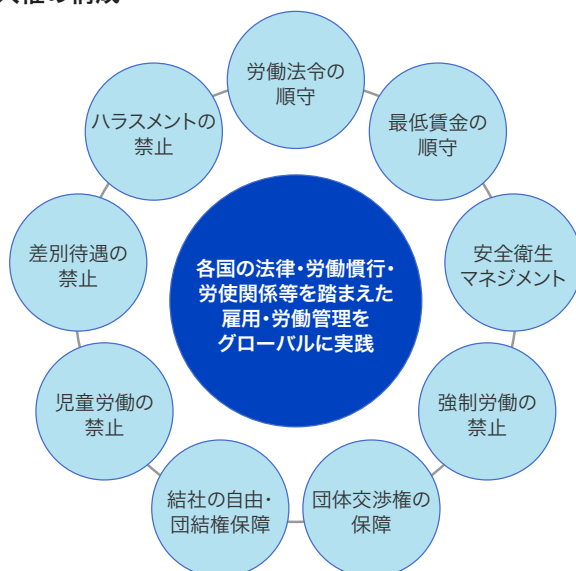 労働法令の
順守
最低賃金の
順守
安全衛生
マネジメント
強制労働の
禁止
団体交渉権の
保障
結社の自由・
団結権保障
児童労働の
禁止
差別待遇の
禁止
ハラスメントの
禁止
各国の法律・労働慣行・
労使関係等を踏まえた
雇用・労働管理を
グローバルに実践